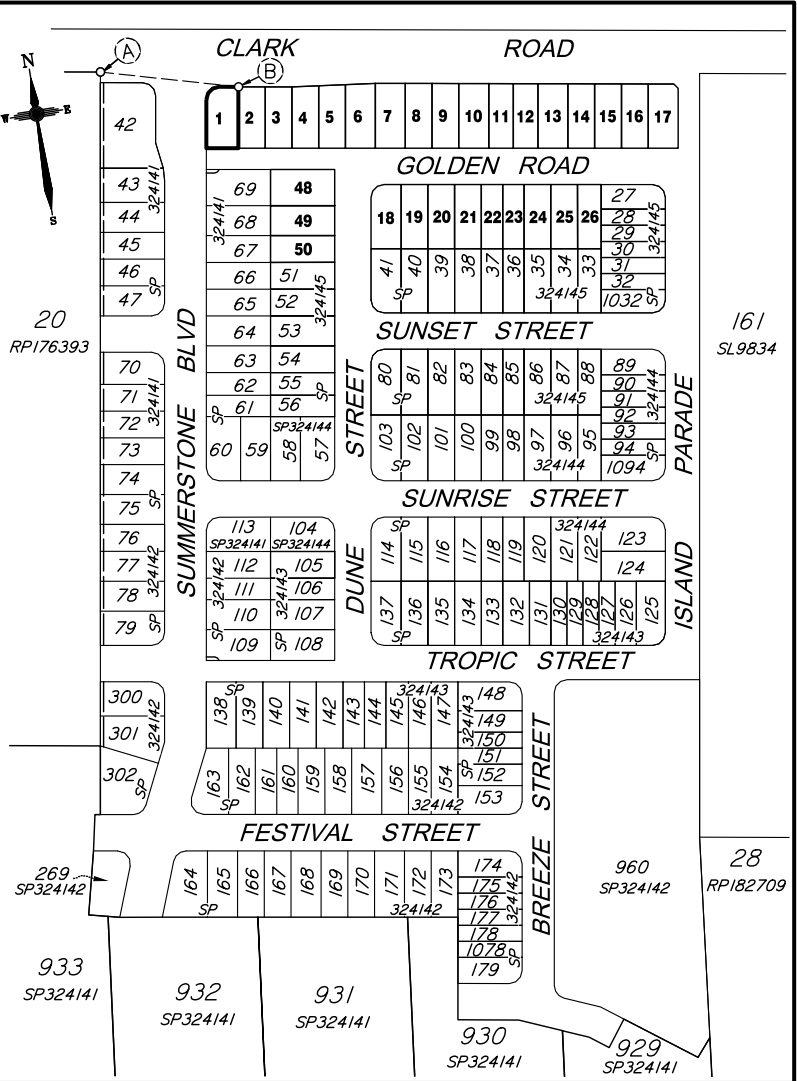 CLARK ROAD
A
B
N
W E
S
1 2 3 4 5 6 7 8 9 10 11 12 13 14 15 16 17
GOLDEN ROAD
42
43
44
45
46
47
SP 324141
69 48
68 49
67 50
66 51
65 52
64 53
63 54
62 55
61 56
324141
SP
324145
SP
SP324144
60 59 58 57
18 19 20 21 22 23 24 25 26
41 40 39 38 37 36 35 34 33
SP 324145
27
28
29
30
31
32
1032
SP 324145
20
RP176393
161
SL9834
SUMMERSTONE BLVD
DUNE STREET
SUNSET STREET
ISLAND PARADE
70
71
72
73
74
75
SP 324141
76
77
78
79
SP 324142
80 81 82 83 84 85 86 87 88
SP 324145
103 102 101 100 99 98 97 96 95
SP 324144
89
90
91
92
93
94
1094
SP 324144
SUNRISE STREET
113 104
SP324141 SP324144
112 105
111 106
110 107
109 108
SP 324142
SP 324143
114 115 116 117 118 119 120 121 122
SP 324144
123
124
137 136 135 134 133 132 131 130 129 128 127 126 125
SP 324143
TROPIC STREET
300
301
302
SP 324142
138 139 140 141 142 143 144 145 146 147
SP 324143
148
149
150
151
152
153
SP 324143
163 162 161 160 159 158 157 156 155 154
SP 324142
BREEZE STREET
FESTIVAL STREET
269
SP324142
164 165 166 167 168 169 170 171 172 173
SP 324142
174
175
176
177
178
1078
179
SP 324142
960
SP324142
28
RP182709
933
SP324141
932
SP324141
931
SP324141
930
SP324141
929
SP324141